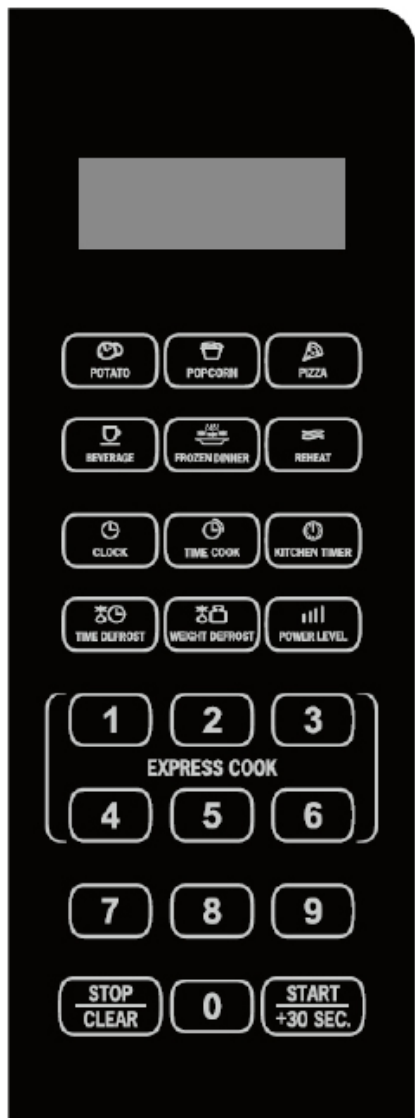 POTATO POPCORN PIZZA
BEVERAGE FROZEN DINNER REHEAT
CLOCK TIME COOK KITCHEN TIMER
TIME DEFROST WEIGHT DEFROST POWER LEVEL
1 2 3
EXPRESS COOK
4 5 6
7 8 9
STOP
CLEAR
0
START
+30 SEC.